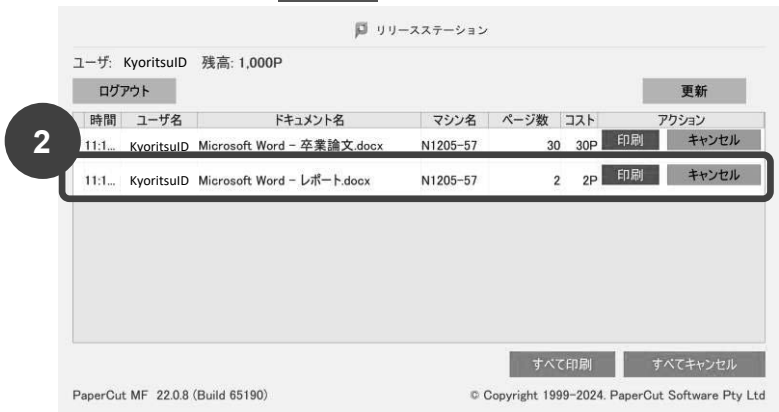 リリースステーション
ユーザ: KyoritsuID 残高: 1,000P
ログアウト 更新
時間 ユーザ名 ドキュメント名 マシン名 ページ数 コスト アクション
2
11:1... KyoritsuID Microsoft Word - 卒業論文.docx N1205-57 30 30P 印刷 キャンセル
11:1... KyoritsuID Microsoft Word - レポート.docx N1205-57 2 2P 印刷 キャンセル
すべて印刷 すべてキャンセル
PaperCut MF 22.0.8 (Build 65190) © Copyright 1999-2024. PaperCut Software Pty Ltd